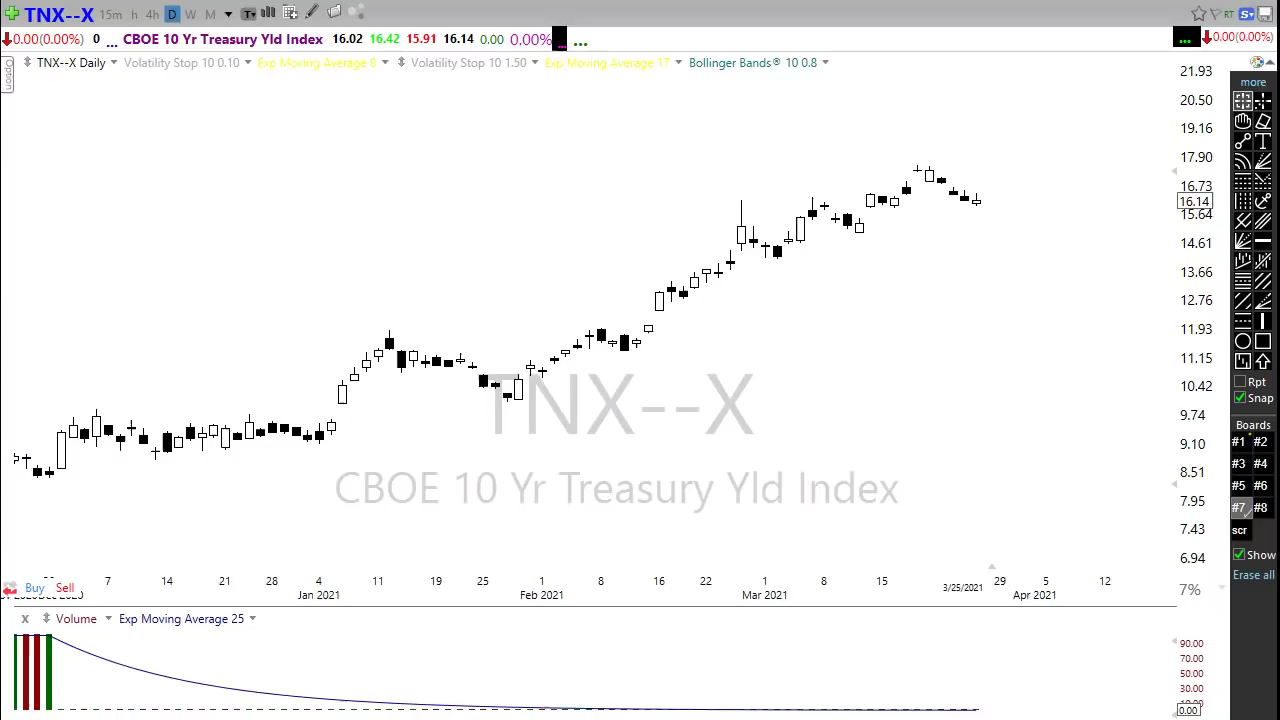 TNX--X 15m h 4h D W M T RT S
0.00(0.00%) 0 ... CBOE 10 Yr Treasury Yld Index 16.02 16.42 15.91 16.14 0.00 0.00% ... ... ... 0.00(0.00%)
Option TNX--X Daily Volatility Stop 10 0.10 Exp Moving Average 8 Volatility Stop 10 1.50 Exp Moving Average 17 Bollinger Bands® 10 0.8
21.93
20.50
19.16
17.90
16.73
16.14
15.64
14.61
13.66
12.76
11.93
11.15
10.42
9.74
9.10
8.51
7.95
7.43
6.94
TNX--X
CBOE 10 Yr Treasury Yld Index
more
T
Rpt
Snap
Boards
#1 #2
#3 #4
#5 #6
#7 #8
scr
Show
Erase all
7 14 21 28 4 11 19 25 1 8 16 22 1 8 15 3/25/2021 29 5 12
Buy Sell 7%
Jan 2021 Feb 2021 Mar 2021 Apr 2021
x Volume Exp Moving Average 25
90.00
70.00
50.00
30.00
0.00